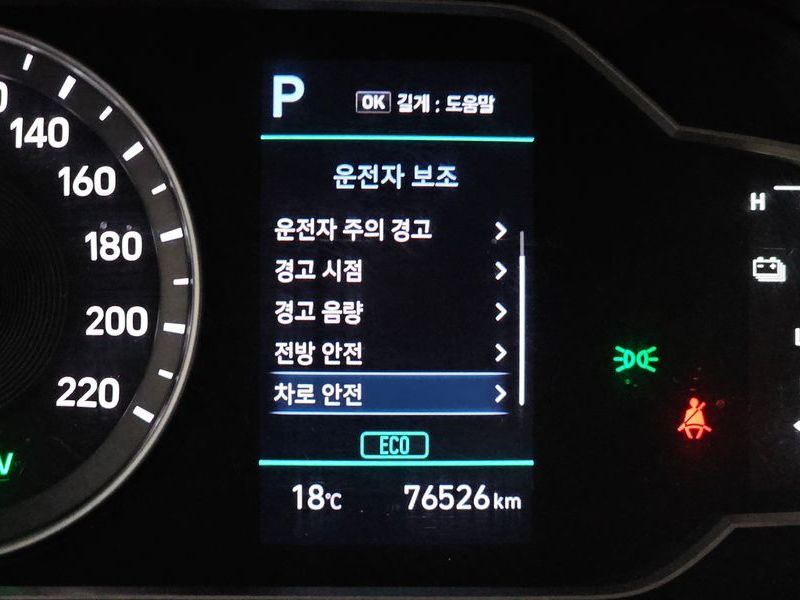 P
OK 길게 : 도움말
운전자 보조
운전자 주의 경고
경고 시점
경고 음량
전방 안전
차로 안전
ECO
18℃ 76526 km
140
160
180
200
220
H